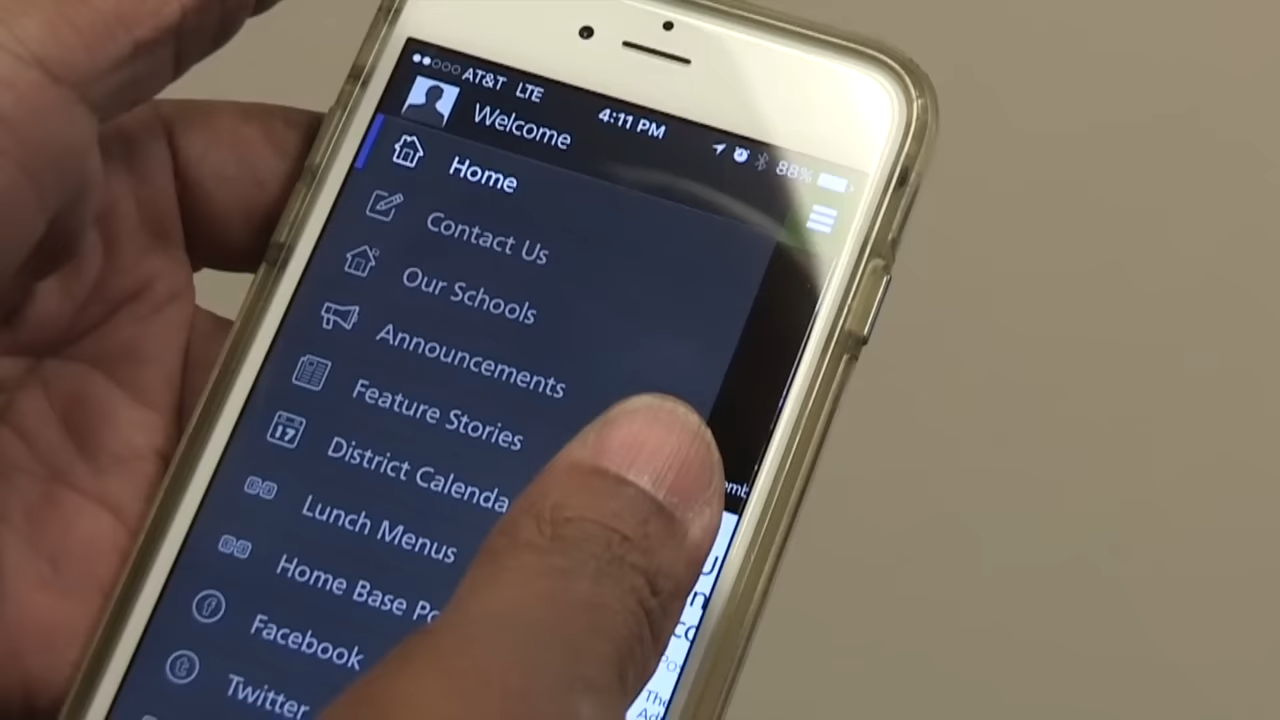 AT&T LTE 4:11 PM 88%
Welcome
Home
Contact Us
Our Schools
Announcements
Feature Stories
17
District Calenda
Lunch Menus
Home Base
Facebook
Twitter